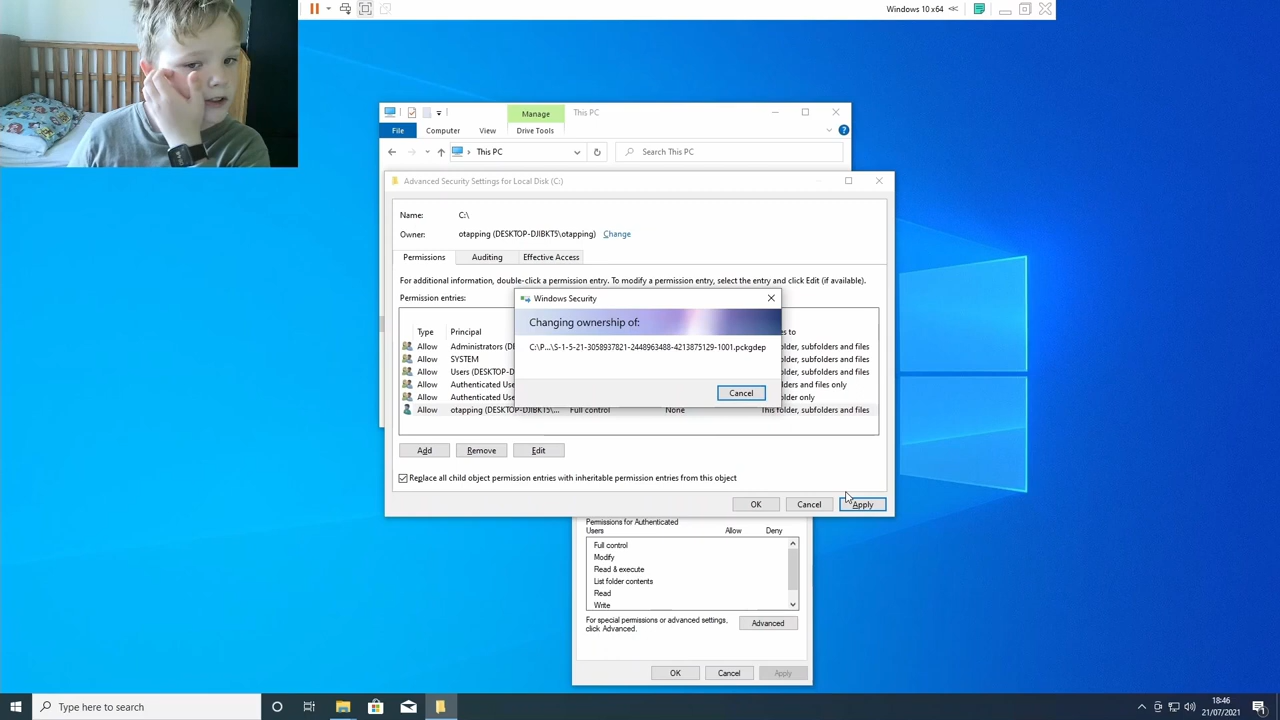 Windows 10 x64
Manage
This PC
File
Computer
View
Drive Tools
This PC
Search This PC
Advanced Security Settings for Local Disk (C:)
Name: C:\
Owner: otapping (DESKTOP-DJIBKT5\otapping) Change
Permissions
Auditing
Effective Access
For additional information, double-click a permission entry. To modify a permission entry, select the entry and click Edit (if available).
Permission entries:
Type Principal
Allow Administrators (D
Allow SYSTEM
Allow Users (DESKTOP-D
Allow Authenticated Use
Allow Authenticated Use
Allow otapping (DESKTOP-DJIBKT5\... Full control None This folder, subfolders and files
es to
older, subfolders and files
older, subfolders and files
older, subfolders and files
lders and files only
lder only
Windows Security
Changing ownership of:
C:\P...\S-1-5-21-3058937821-2448963488-4213875129-1001.pckgdep
Cancel
Add
Remove
Edit
Replace all child object permission entries with inheritable permission entries from this object
OK
Cancel
Apply
Permissions for Authenticated
Users
Allow
Deny
Full control
Modify
Read & execute
List folder contents
Read
Write
For special permissions or advanced settings,
click Advanced.
Advanced
OK
Cancel
Apply
Type here to search
18:46
21/07/2021